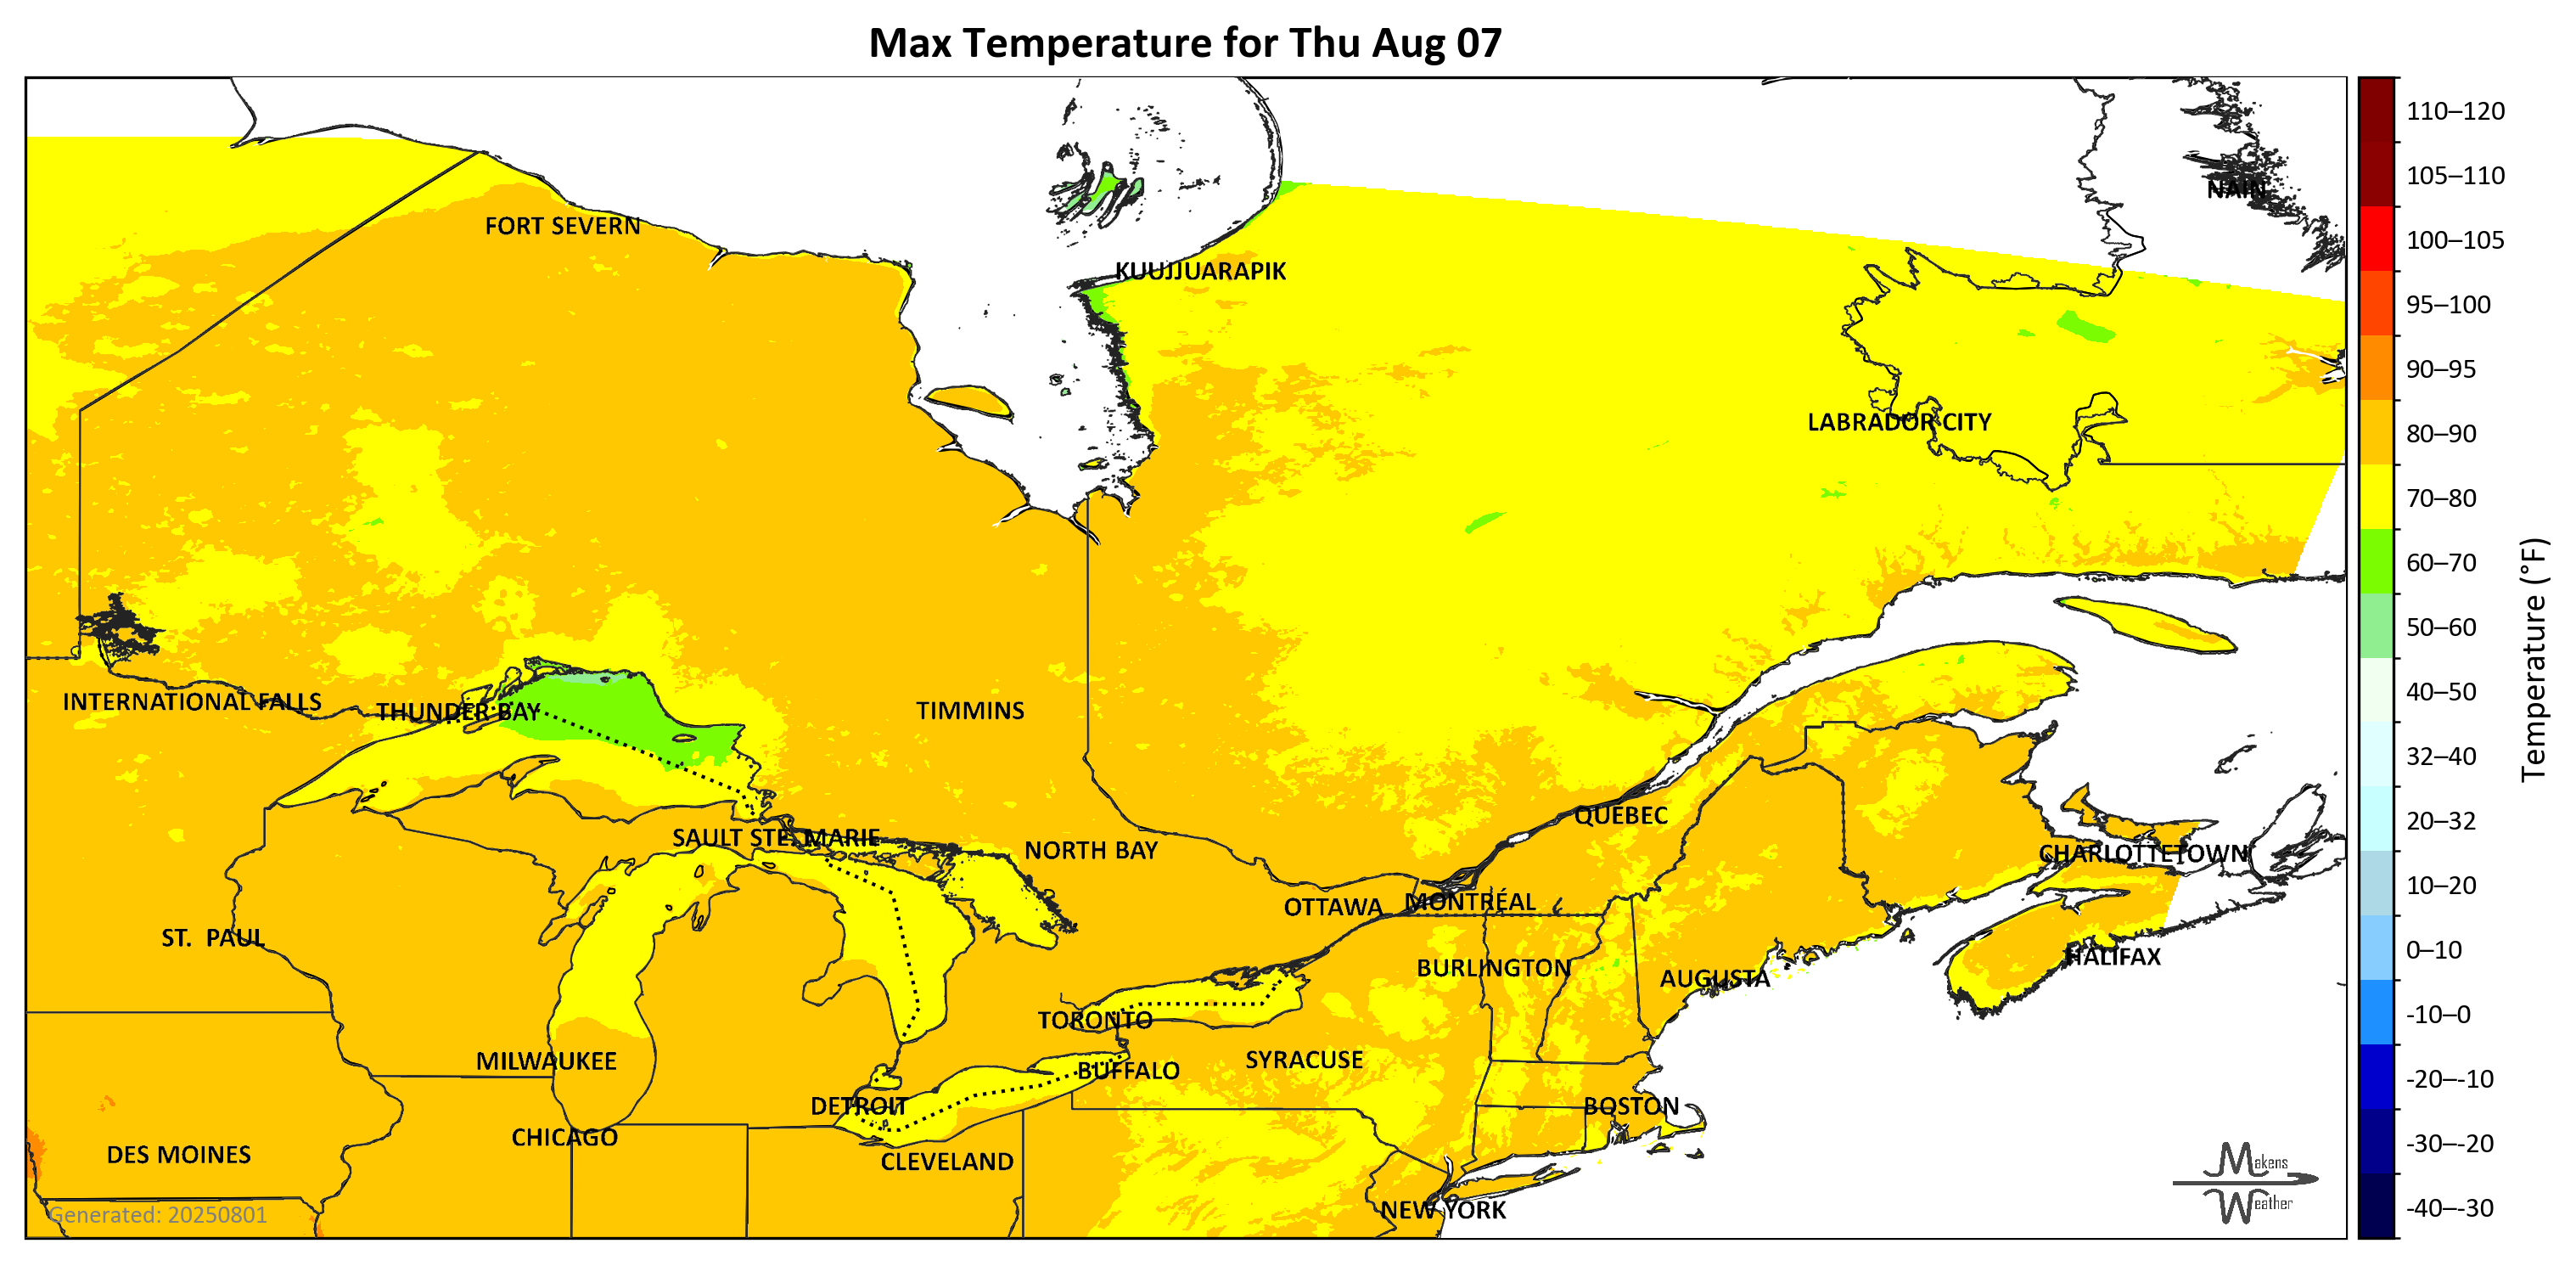 Max Temperature for Thu Aug 07
NAIN
FORT SEVERN
KUUJJUARAPIK
LABRADOR CITY
INTERNATIONAL FALLS
THUNDER BAY
TIMMINS
QUÉBEC
SAULT STE. MARIE
NORTH BAY
CHARLOTTETOWN
OTTAWA
MONTRÉAL
ST. PAUL
HALIFAX
BURLINGTON
AUGUSTA
TORONTO
MILWAUKEE
SYRACUSE
BUFFALO
DETROIT
BOSTON
CHICAGO
DES MOINES
CLEVELAND
NEW YORK
Generated: 20250801
Makens
Weather
110–120
105–110
100–105
95–100
90–95
80–90
70–80
60–70
50–60
40–50
32–40
20–32
10–20
0–10
-10–0
-20–-10
-30–-20
-40–-30
Temperature (°F)